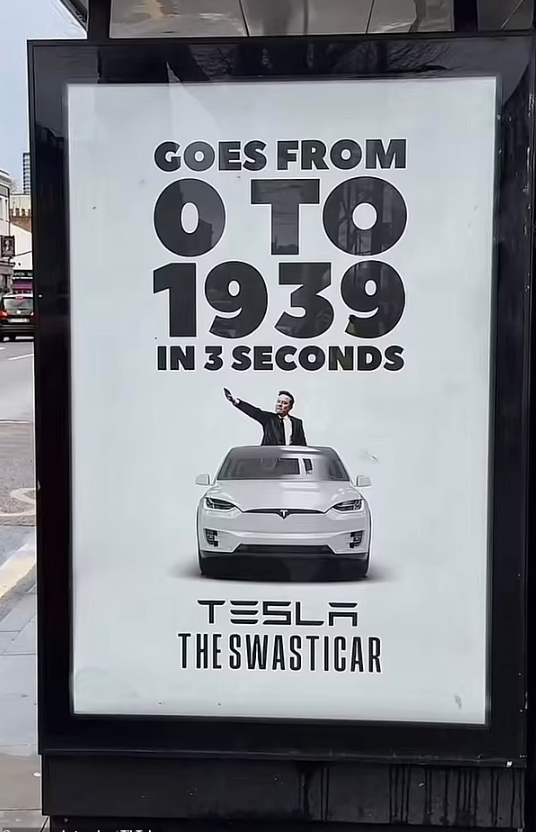 GOES FROM
0 TO
1939
IN 3 SECONDS
TESLA
THE SWASTICAR